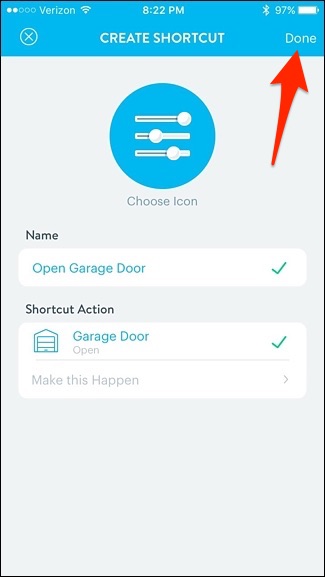 Verizon 8:22 PM 97%
CREATE SHORTCUT Done
Choose Icon
Name
Open Garage Door
Shortcut Action
Garage Door
Open
Make this Happen